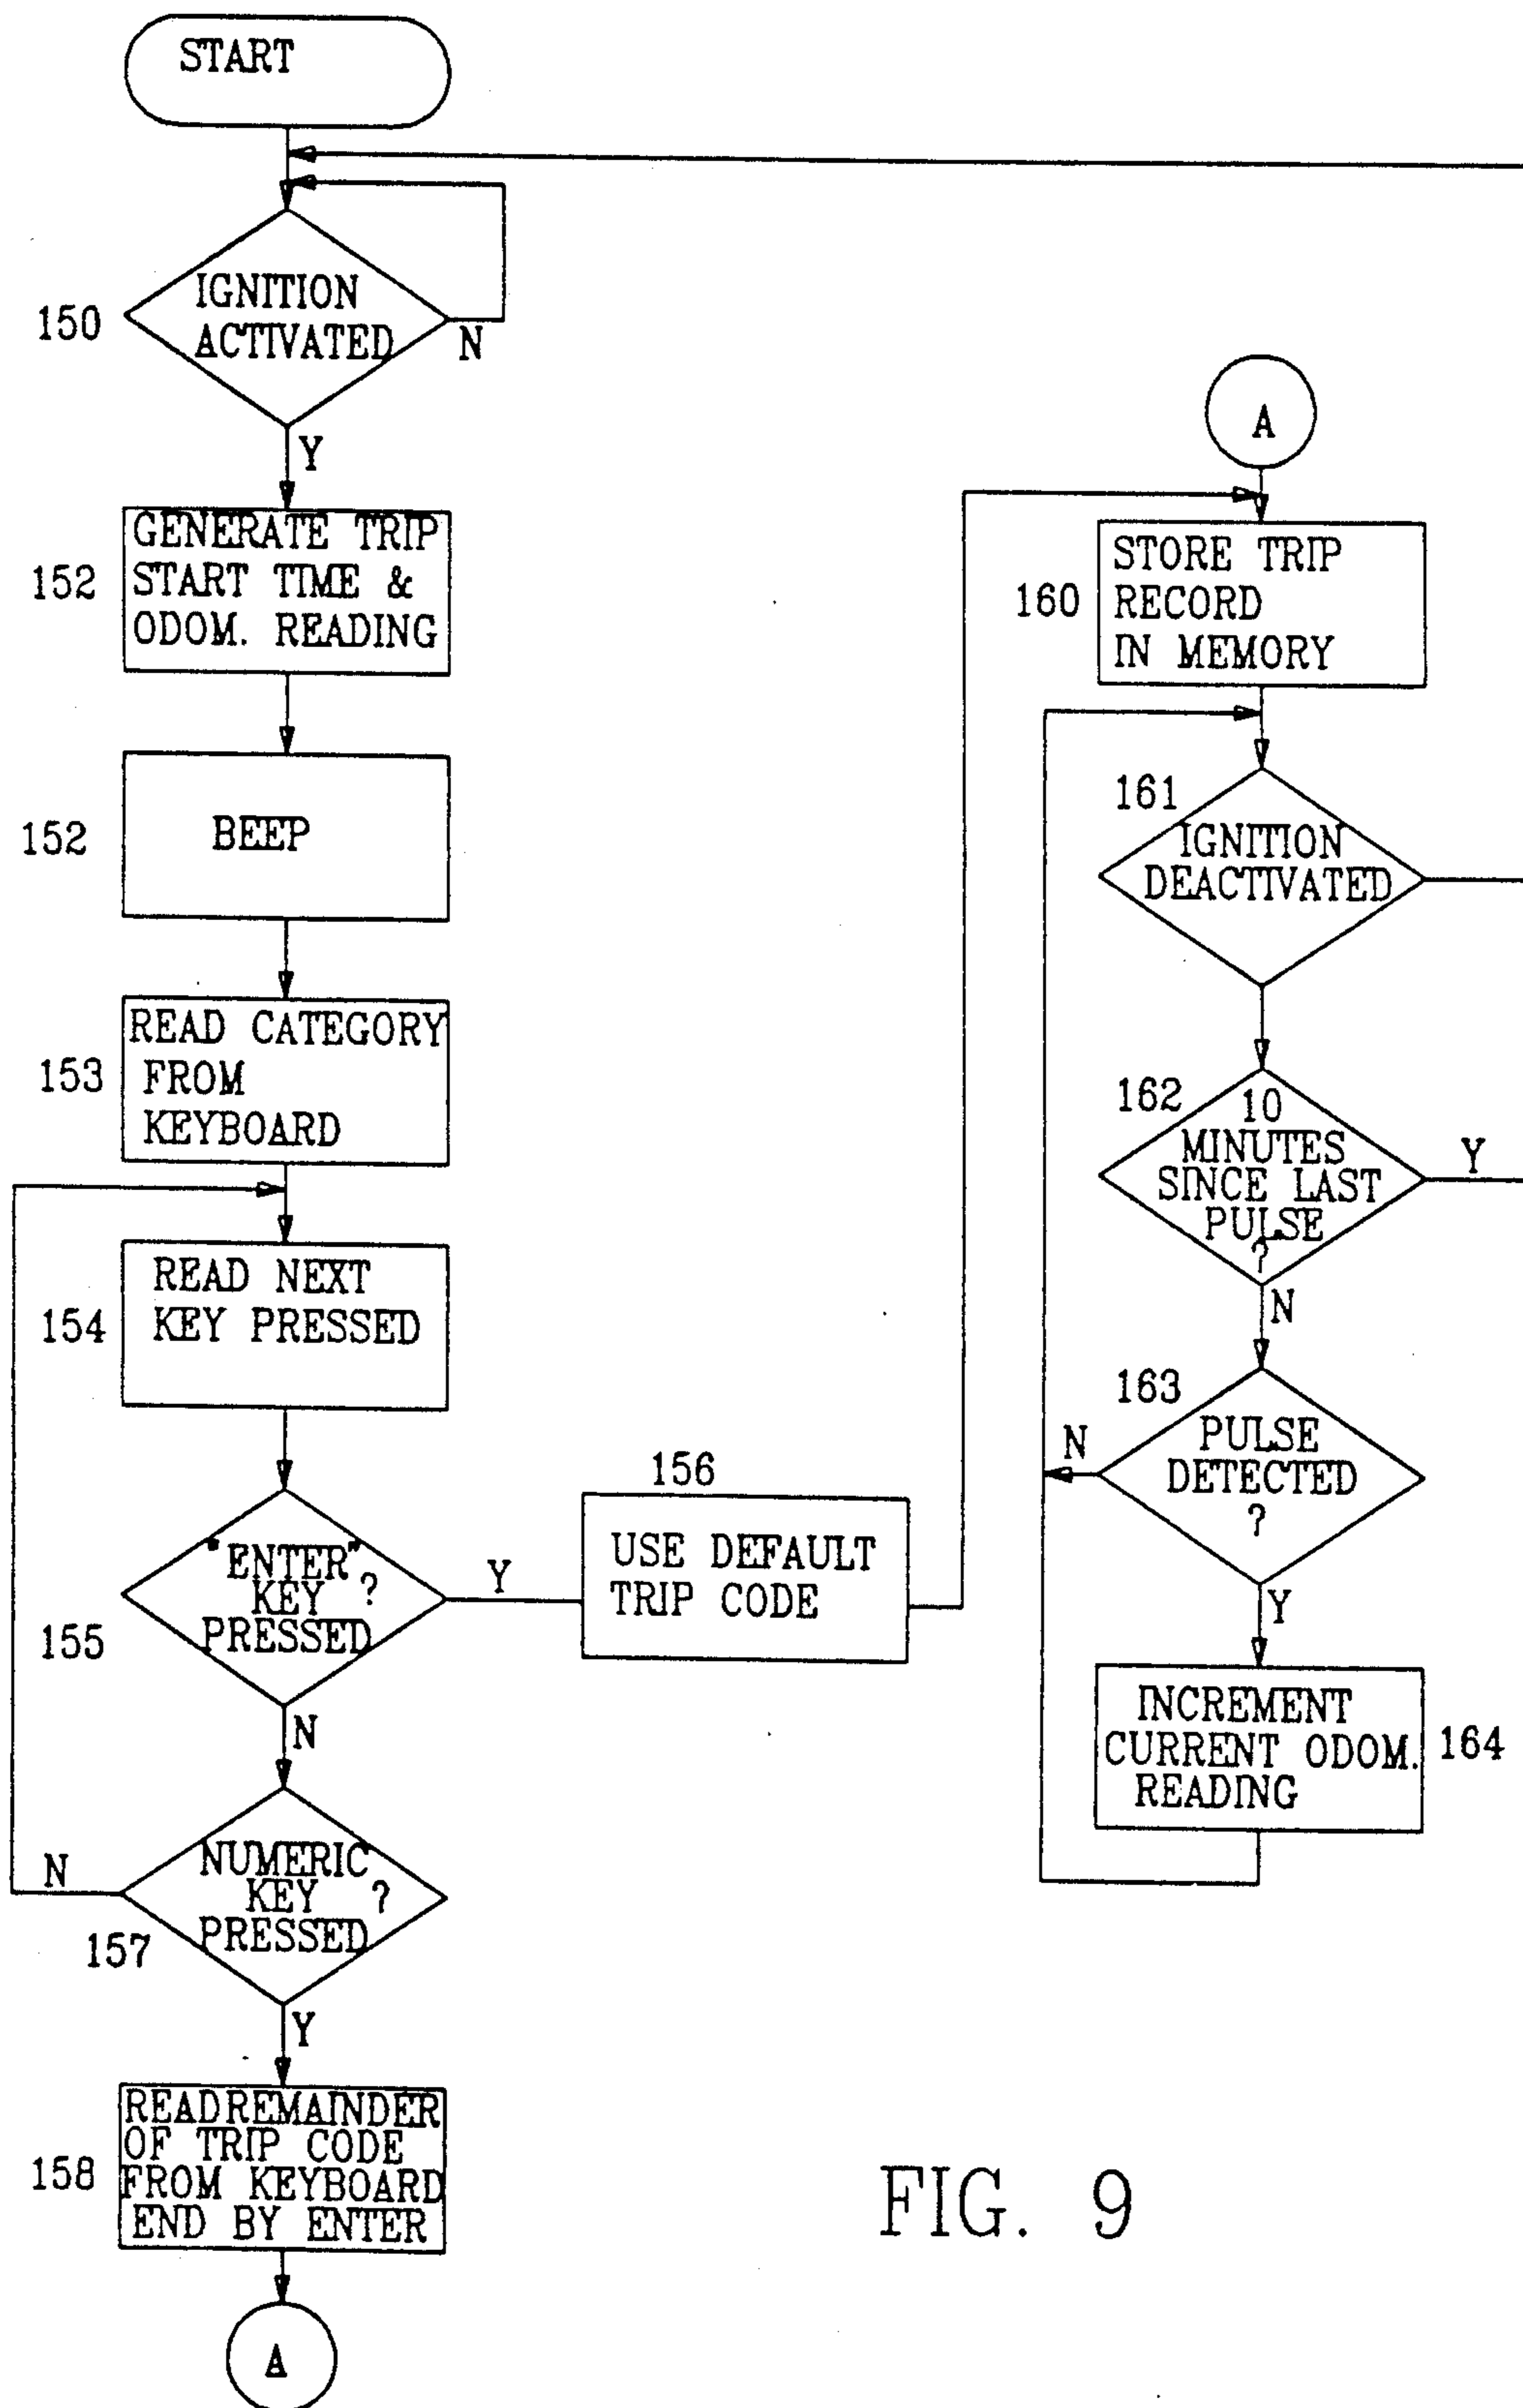 START
IGNITION
ACTIVATED
150
N
Y
GENERATE TRIP
START TIME &
ODOM. READING
152
BEEP
152
READ CATEGORY
FROM
KEYBOARD
153
READ NEXT
KEY PRESSED
154
"ENTER"
KEY ?
PRESSED
155
Y
156
USE DEFAULT
TRIP CODE
N
NUMERIC
KEY ?
PRESSED
N
157
Y
READ REMAINDER
OF TRIP CODE
FROM KEYBOARD
END BY ENTER
158
A
A
STORE TRIP
RECORD
IN MEMORY
160
161
IGNITION
DEACTIVATED
162
10
MINUTES
SINCE LAST
PULSE
?
Y
N
163
PULSE
DETECTED
?
N
Y
INCREMENT
CURRENT ODOM.
READING
164
FIG. 9